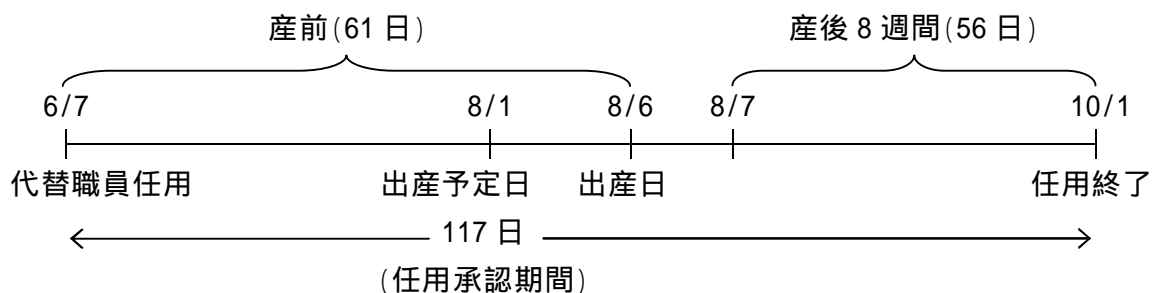 産前(61日) 産後8週間(56日)
6/7 8/1 8/6 8/7 10/1
代替職員任用 出産予定日 出産日 任用終了
117日
(任用承認期間)